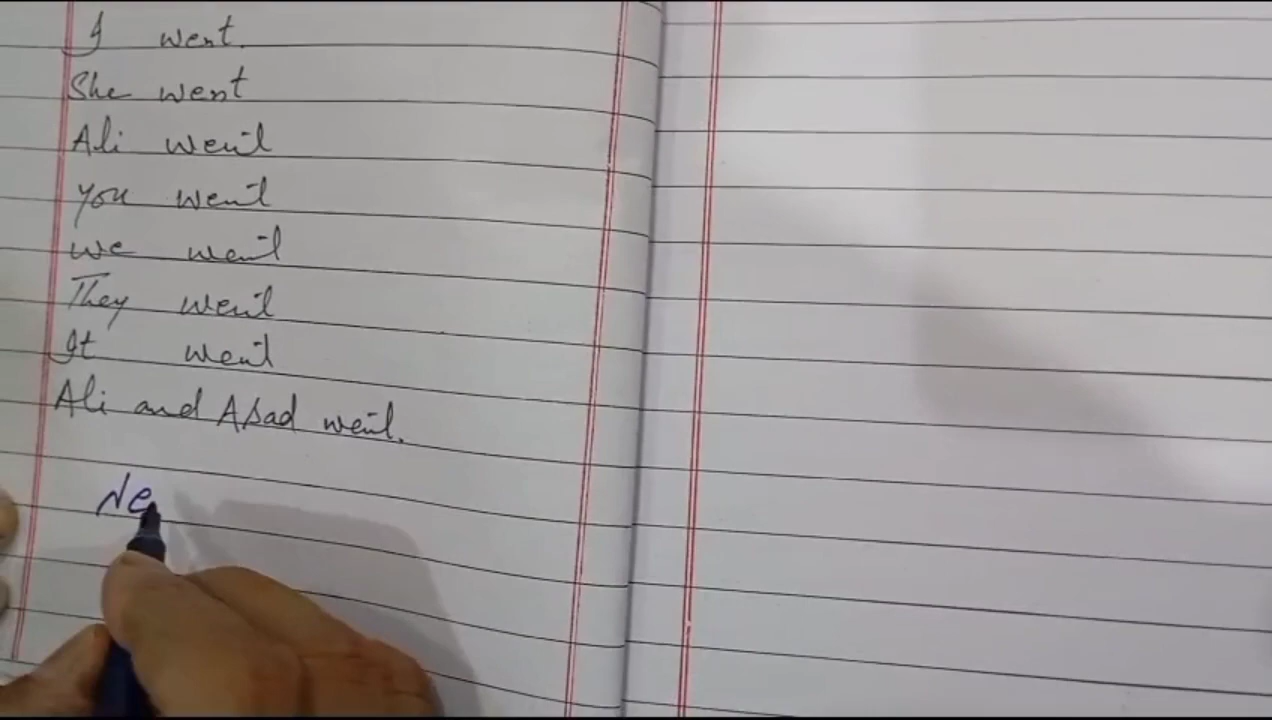 I went.
She went
Ali went
you went
we went
They went
It went
Ali and Asad went.
Ne